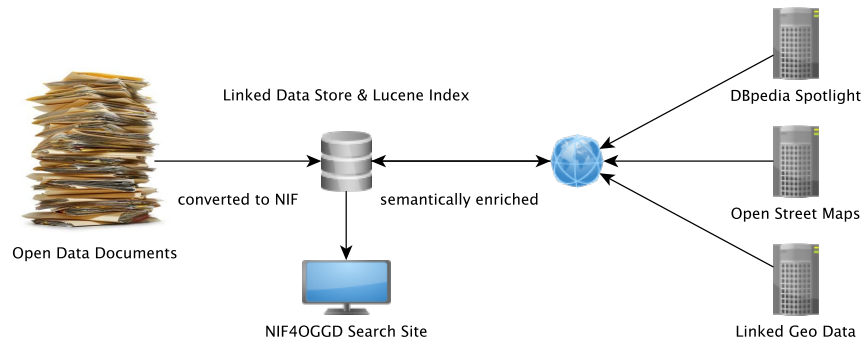 Linked Data Store & Lucene Index
DBpedia Spotlight
converted to NIF
semantically enriched
Open Street Maps
Open Data Documents
NIF4OGGD Search Site
Linked Geo Data